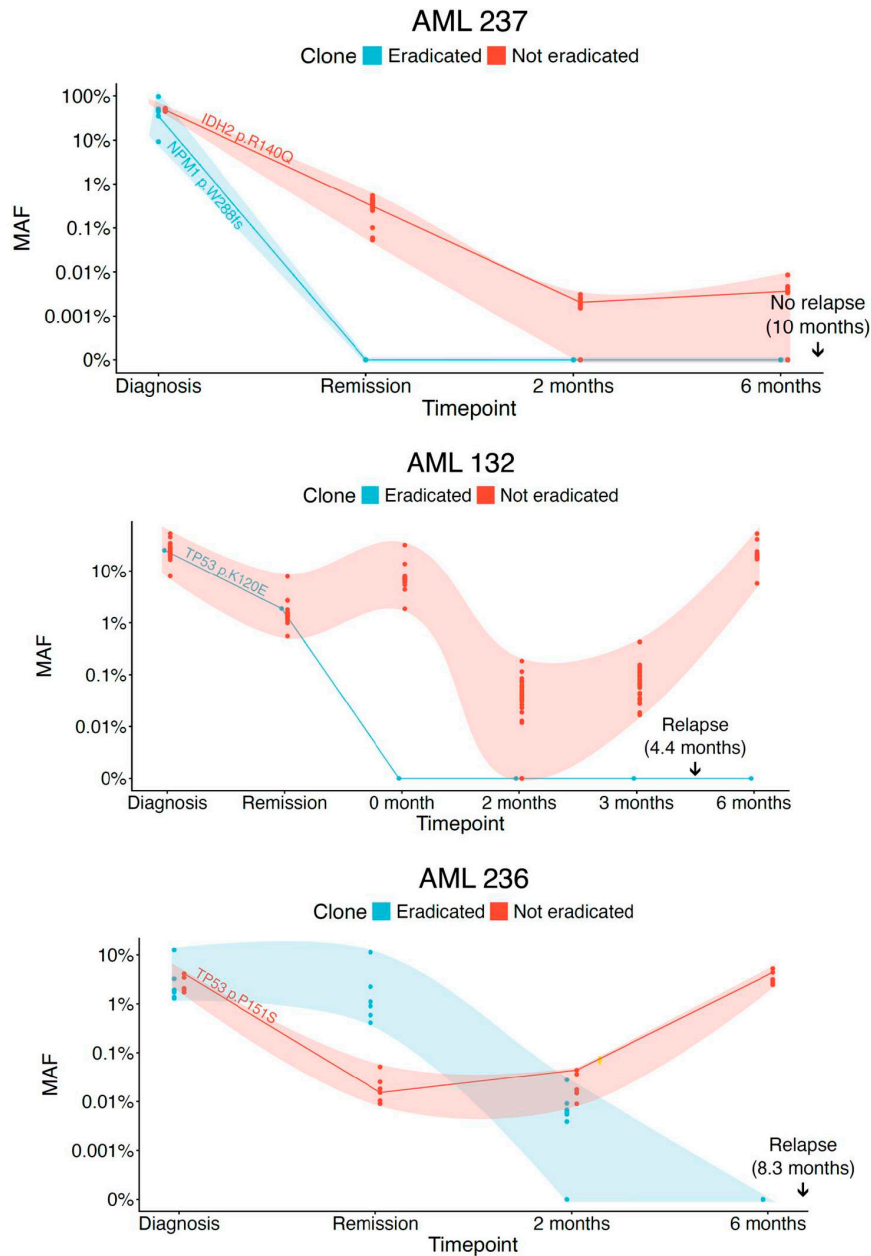 AML 237
Clone Eradicated Not eradicated
100%
10%
1%
0.1%
0.01%
0.001%
0%
MAF
IDH2 p.R140Q
NPM1 p.W288fs
No relapse
(10 months)
Diagnosis Remission 2 months 6 months
Timepoint
AML 132
Clone Eradicated Not eradicated
10%
1%
0.1%
0.01%
0%
MAF
TP53 p.K120E
Relapse
(4.4 months)
Diagnosis Remission 0 month 2 months 3 months 6 months
Timepoint
AML 236
Clone Eradicated Not eradicated
10%
1%
0.1%
0.01%
0.001%
0%
MAF
TP53 p.P151S
Relapse
(8.3 months)
Diagnosis Remission 2 months 6 months
Timepoint